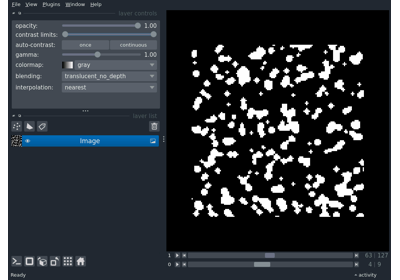 File View Plugins Window Help
layer controls
opacity: 1.00
contrast limits:
auto-contrast: once continuous
gamma: 1.00
colormap: gray
blending: translucent_no_depth
interpolation: nearest
layer list
Image
1 63 127
0 4 9
Ready
activity